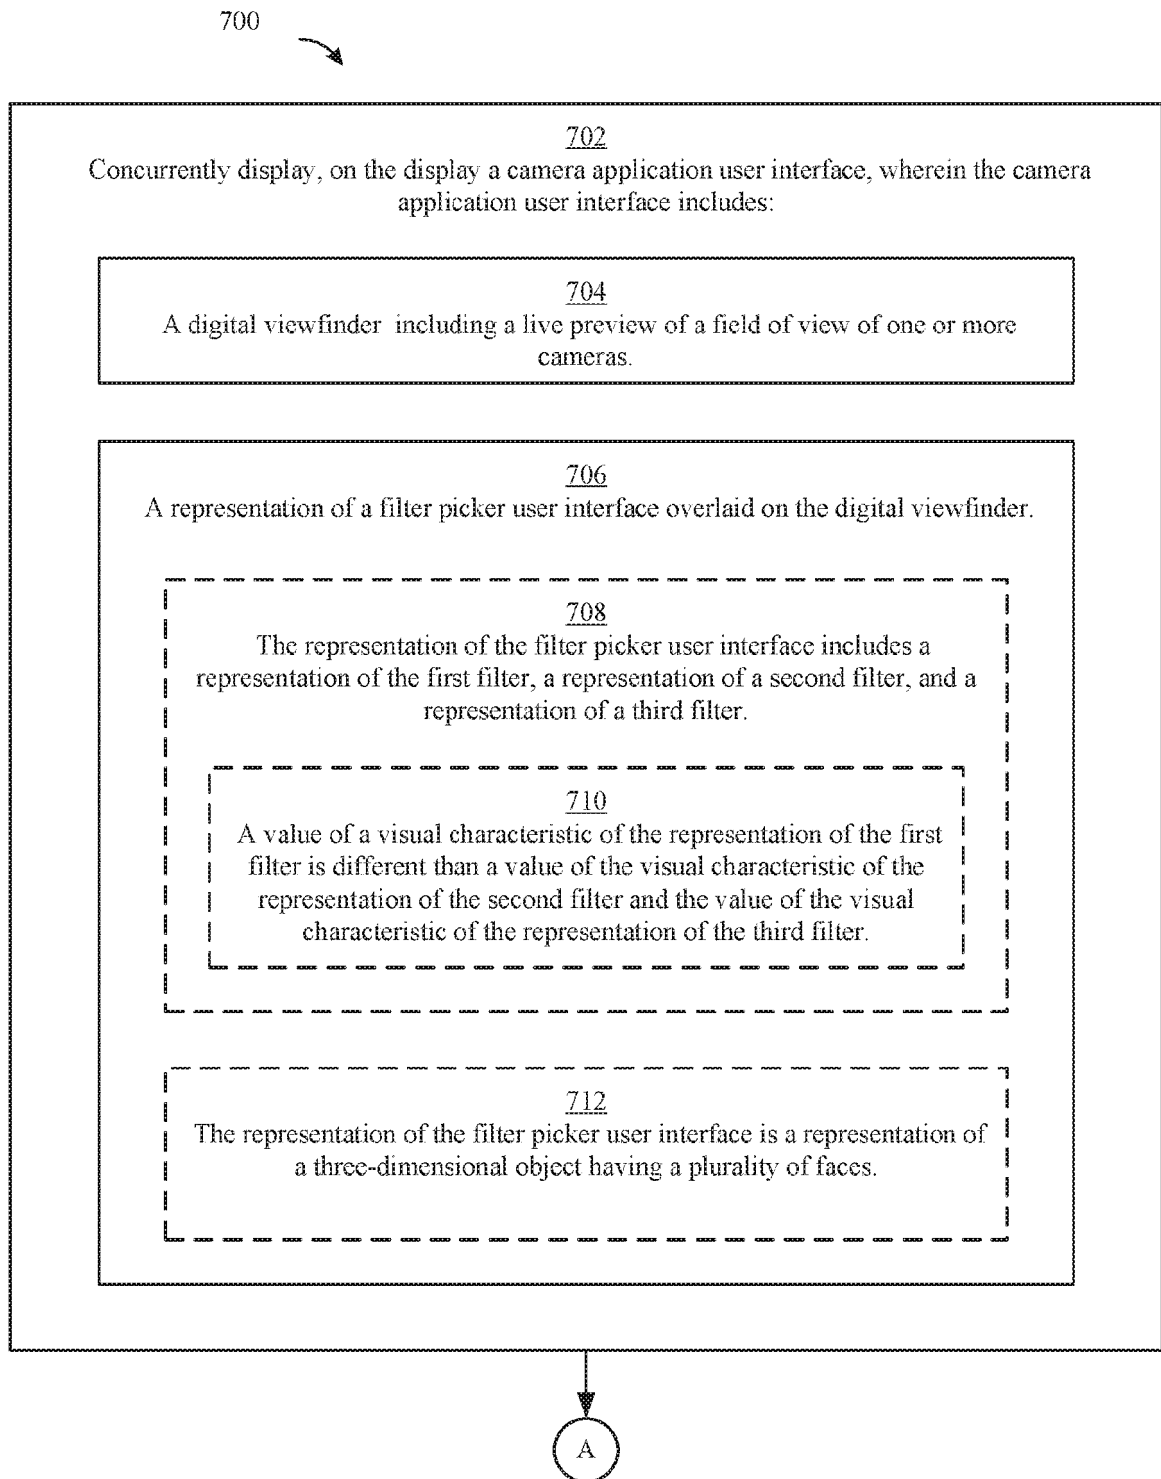 700
702
Concurrently display, on the display a camera application user interface, wherein the camera
application user interface includes:
704
A digital viewfinder including a live preview of a field of view of one or more
cameras.
706
A representation of a filter picker user interface overlaid on the digital viewfinder.
708
The representation of the filter picker user interface includes a
representation of the first filter, a representation of a second filter, and a
representation of a third filter.
710
A value of a visual characteristic of the representation of the first
filter is different than a value of the visual characteristic of the
representation of the second filter and the value of the visual
characteristic of the representation of the third filter.
712
The representation of the filter picker user interface is a representation of
a three-dimensional object having a plurality of faces.
A